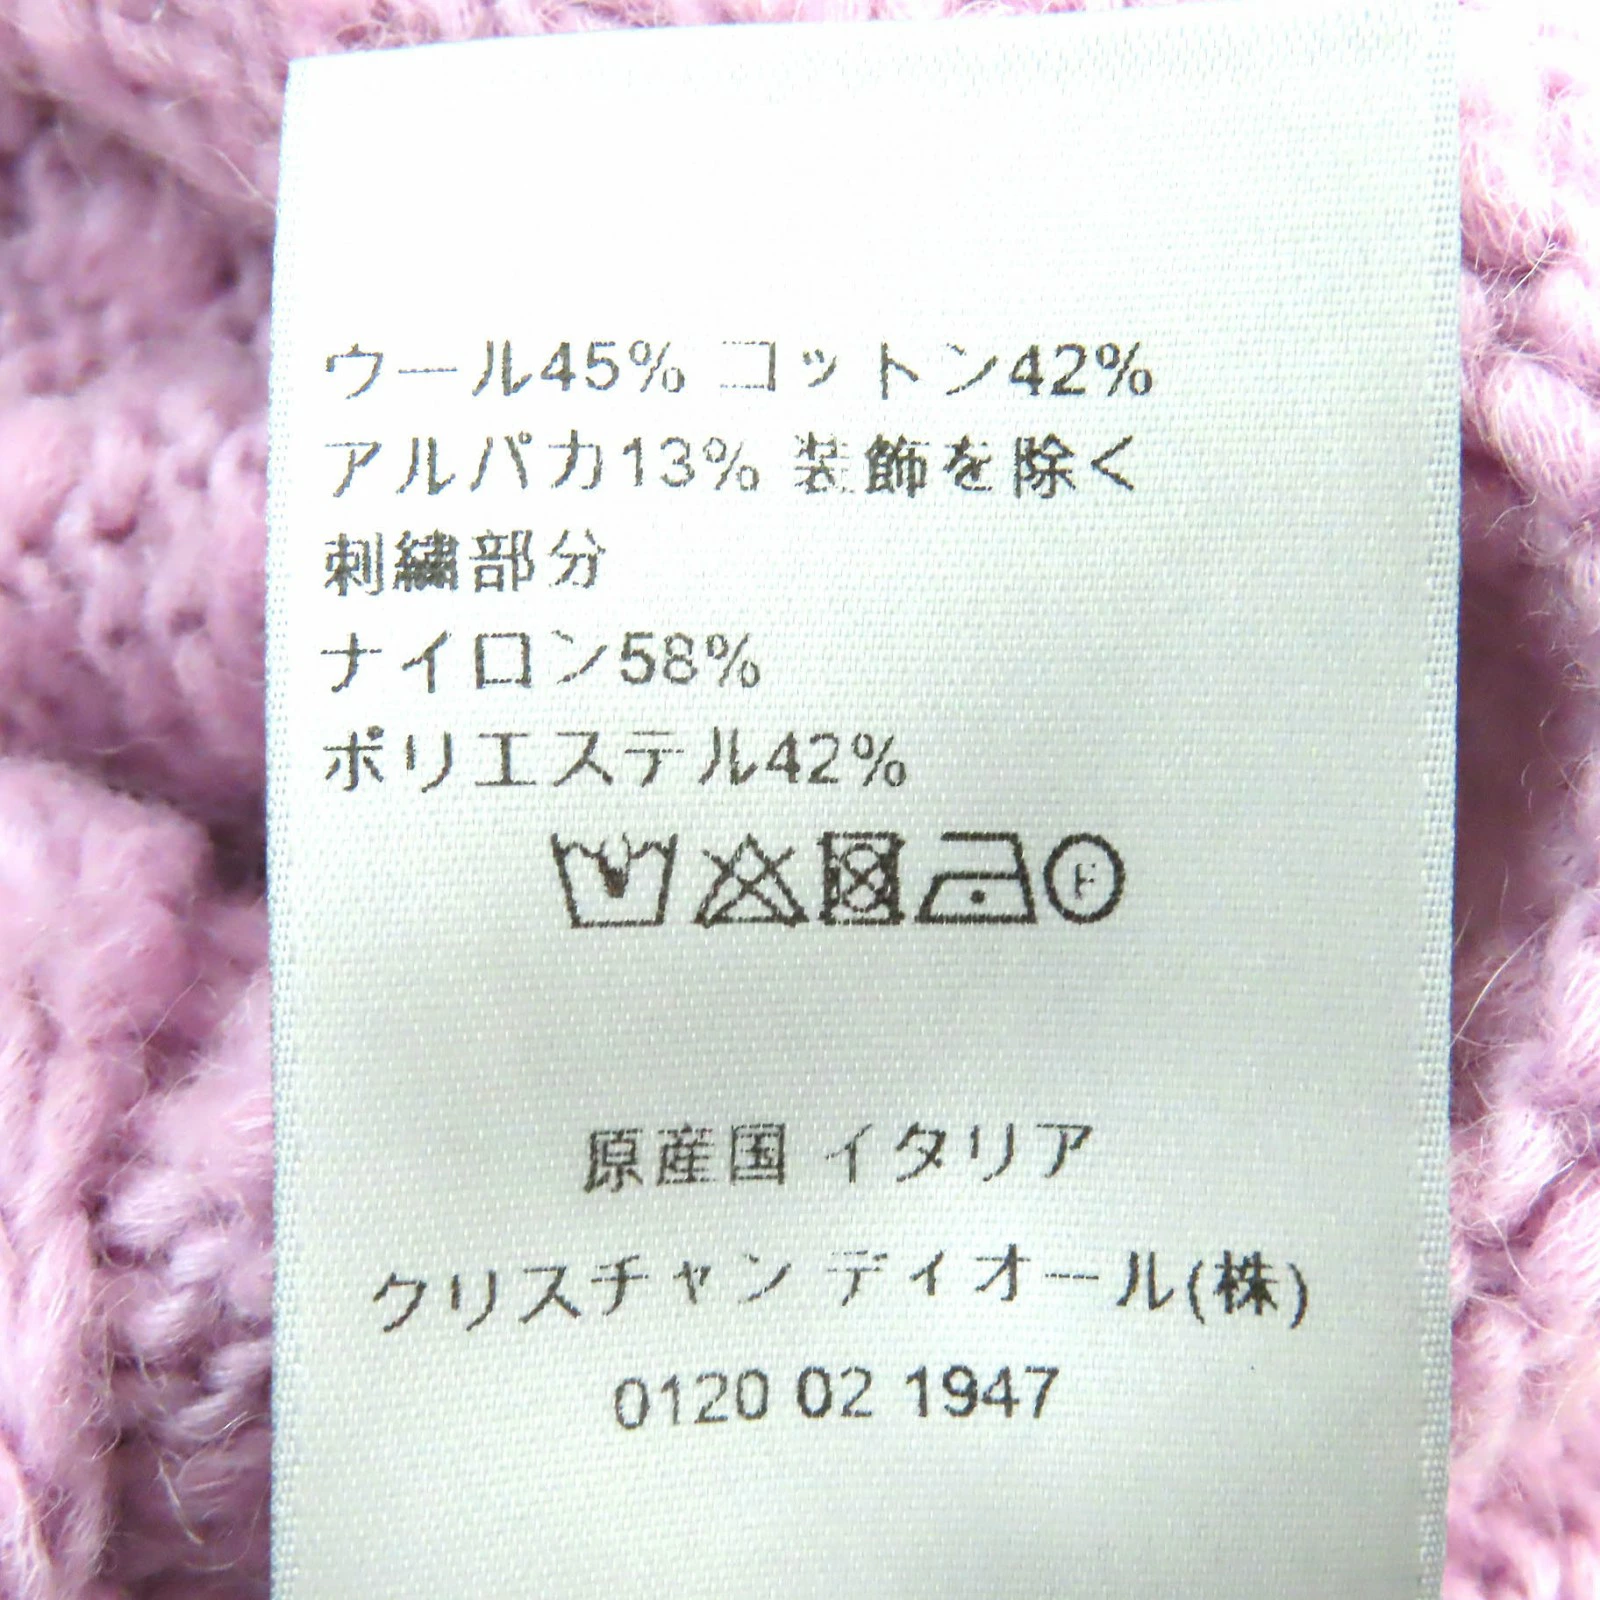 ウール45% コットン42%
アルパカ13% 装飾を除く
刺繍部分
ナイロン58%
ポリエステル42%
F
原産国 イタリア
クリスチャン ディオール(株)
0120 02 1947